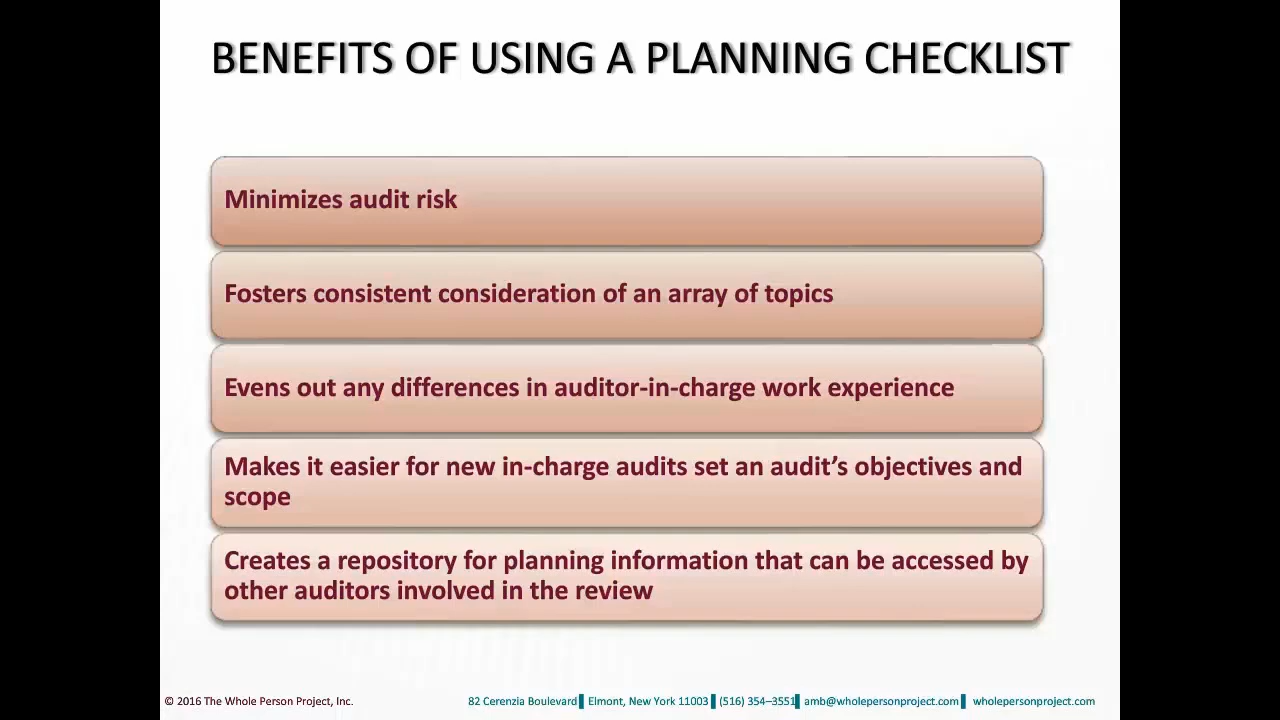 BENEFITS OF USING A PLANNING CHECKLIST
Minimizes audit risk
Fosters consistent consideration of an array of topics
Evens out any differences in auditor-in-charge work experience
Makes it easier for new in-charge audits set an audit’s objectives and
scope
Creates a repository for planning information that can be accessed by
other auditors involved in the review
© 2016 The Whole Person Project, Inc.
82 Cerenzia Boulevard▐ Elmont, New York 11003▐ (516) 354–3551▐ amb@wholepersonproject.com▐ wholepersonproject.com